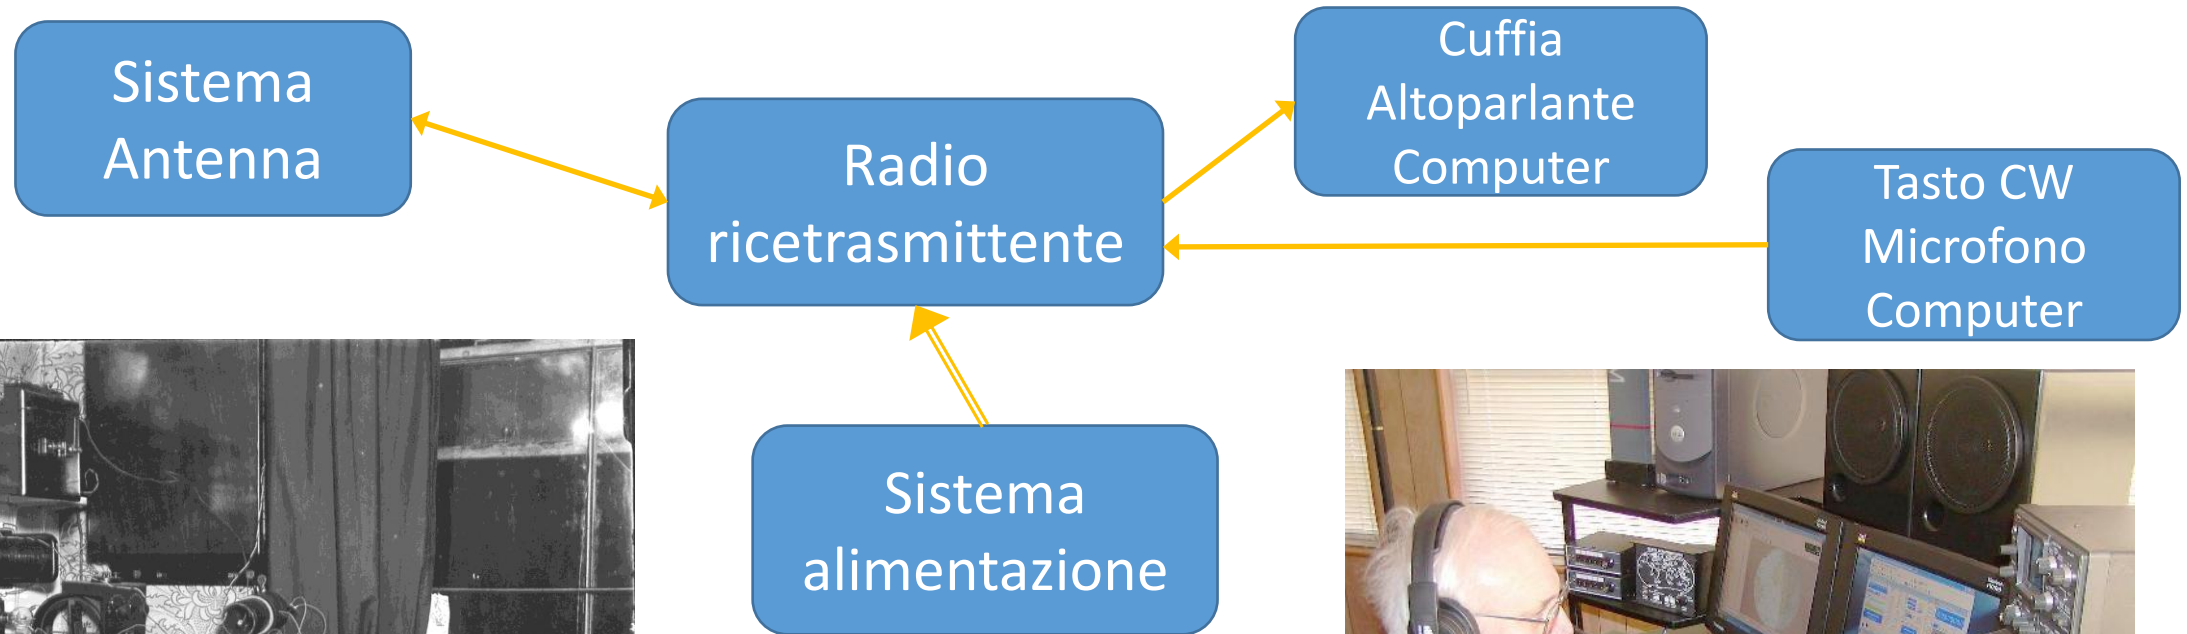 Sistema
Antenna
Radio
ricetrasmittente
Cuffia
Altoparlante
Computer
Tasto CW
Microfono
Computer
Sistema
alimentazione